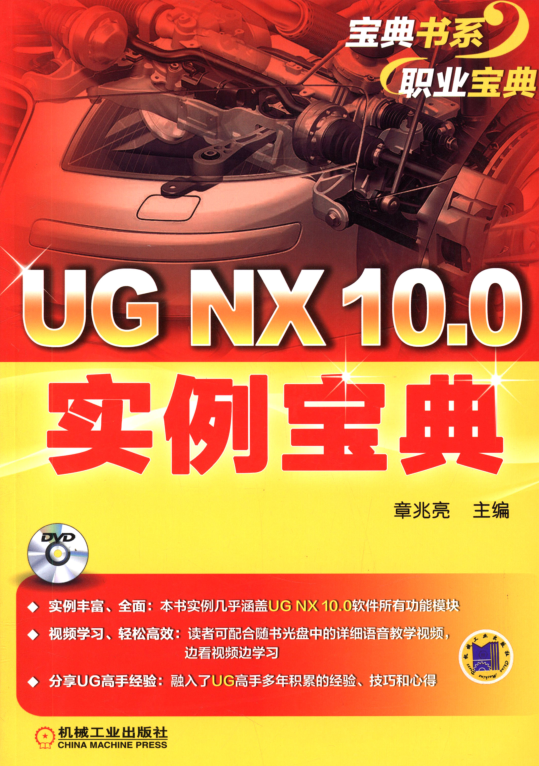 宝典书系
职业宝典
UG NX 10.0
实例宝典
章兆亮 主编
DVD
◆ 实例丰富、全面：本书实例几乎涵盖UG NX 10.0软件所有功能模块
◆ 视频学习、轻松高效：读者可配合随书光盘中的详细语音教学视频，
边看视频边学习
◆ 分享UG高手经验：融入了UG高手多年积累的经验、技巧和心得
机械工业出版社
CHINA MACHINE PRESS